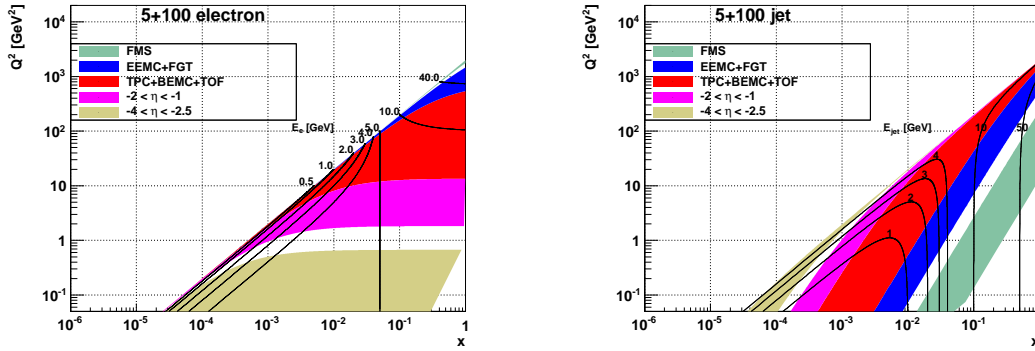 5+100 electron
Q² [GeV²]
10⁴
10³
10²
10
1
10⁻¹
FMS
EEMC+FGT
TPC+BEMC+TOF
-2 < η < -1
-4 < η < -2.5
Eₑ [GeV]
40.0
10.0
5.0
4.0
3.0
2.0
1.0
0.5
10⁻⁶ 10⁻⁵ 10⁻⁴ 10⁻³ 10⁻² 10⁻¹ 1
x
5+100 jet
Q² [GeV²]
10⁴
10³
10²
10
1
10⁻¹
FMS
EEMC+FGT
TPC+BEMC+TOF
-2 < η < -1
-4 < η < -2.5
E_jet [GeV]
10
50
4
3
2
1
10⁻⁶ 10⁻⁵ 10⁻⁴ 10⁻³ 10⁻² 10⁻¹ 1